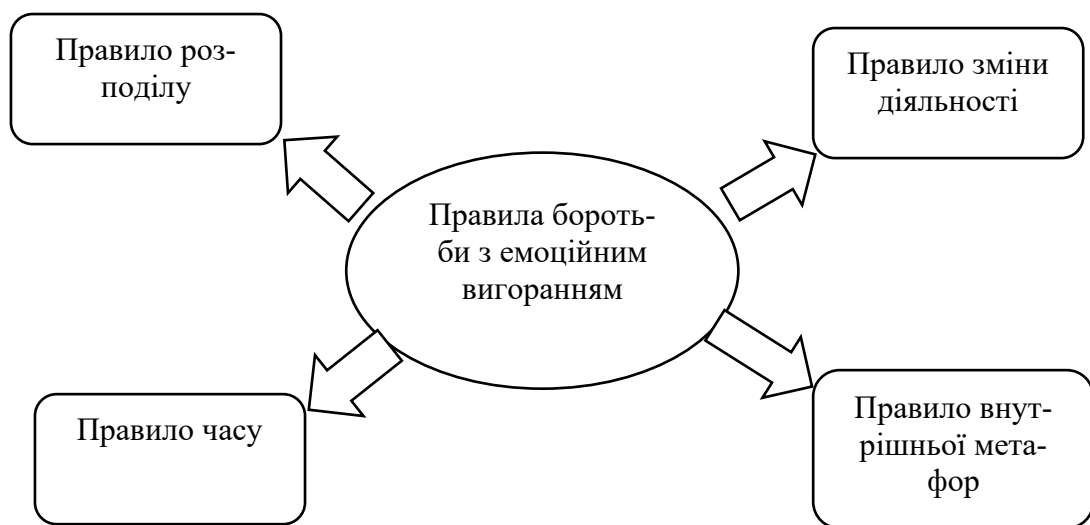 Правило роз-
поділу
Правило зміни
діяльності
Правила бороть-
би з емоційним
вигоранням
Правило часу
Правило внут-
рішньої мета-
фор